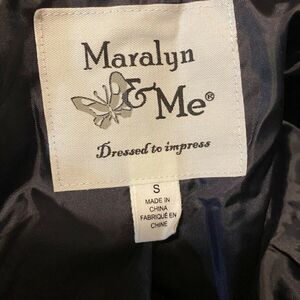 Maralyn
& Me®
Dressed to impress
S
MADE IN
CHINA
FABRIQUÉ EN
CHINE